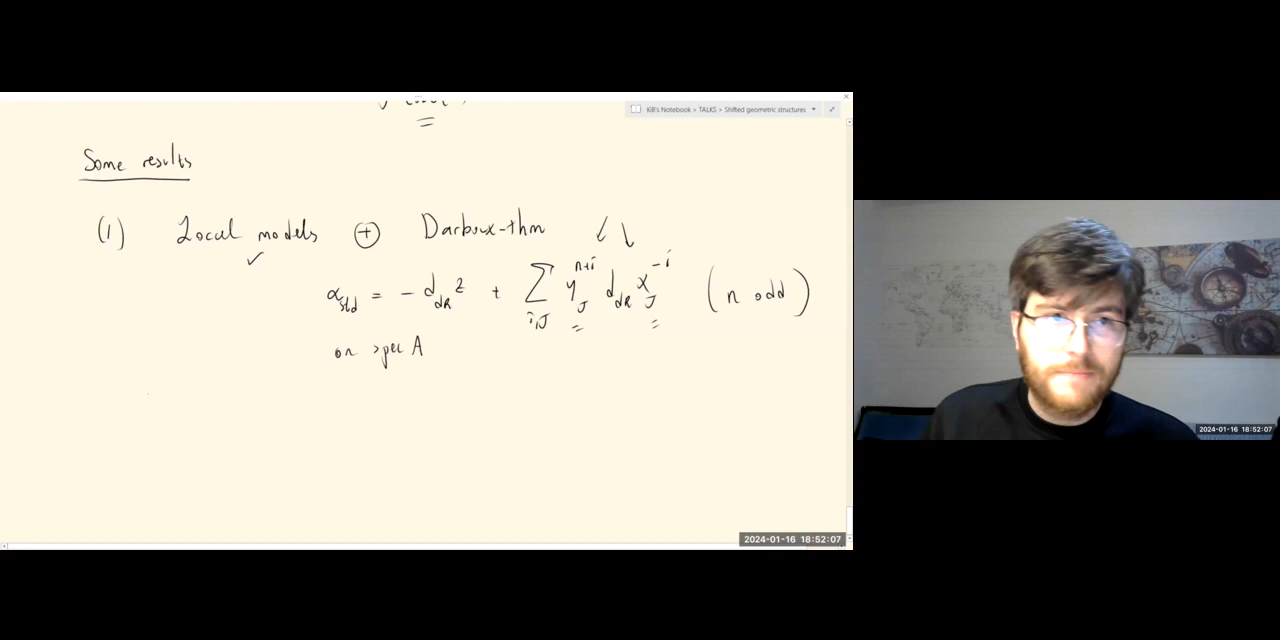 KiB's Notebook > TALKS > Shifted geometric structures
Some results
(1) Local models ⊕ Darboux-thm
α_std = - d_dR z + Σ_{i,j} y_j^{n+i} d_dR x_j^{-i} (n odd)
on spec A
2024-01-16 18:52:07
2024-01-16 18:52:07